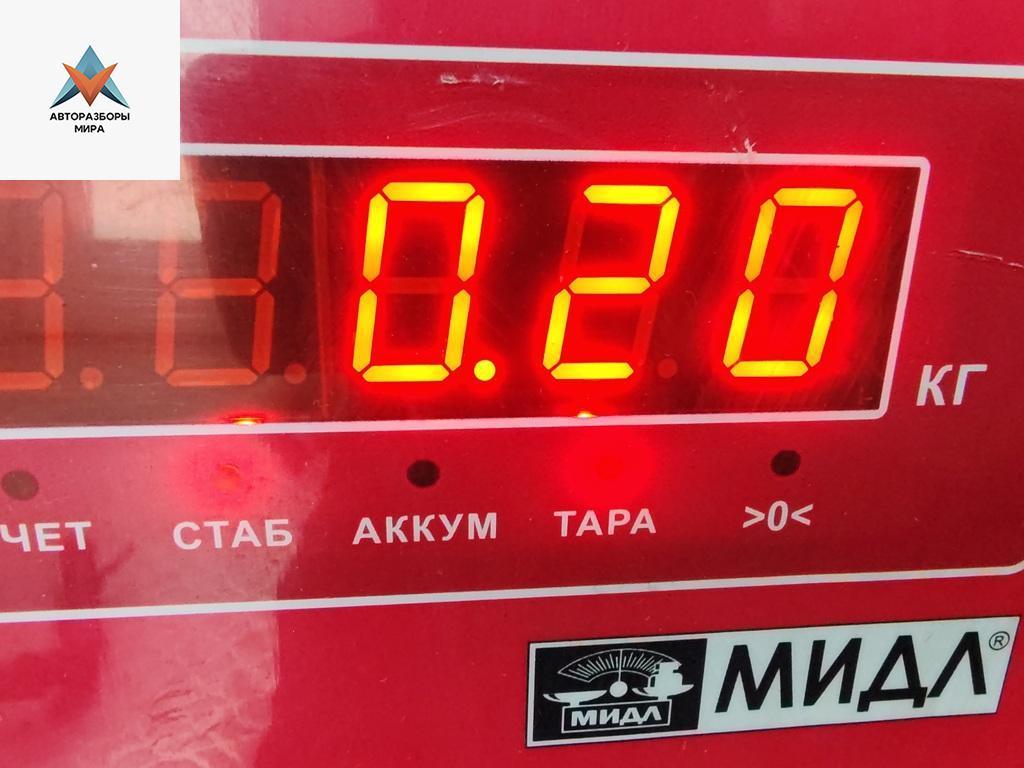 АВТОРАЗБОРЫ
МИРА
0.20
КГ
ЧЕТ СТАБ АККУМ ТАРА >0<
МИДЛ МИДЛ®